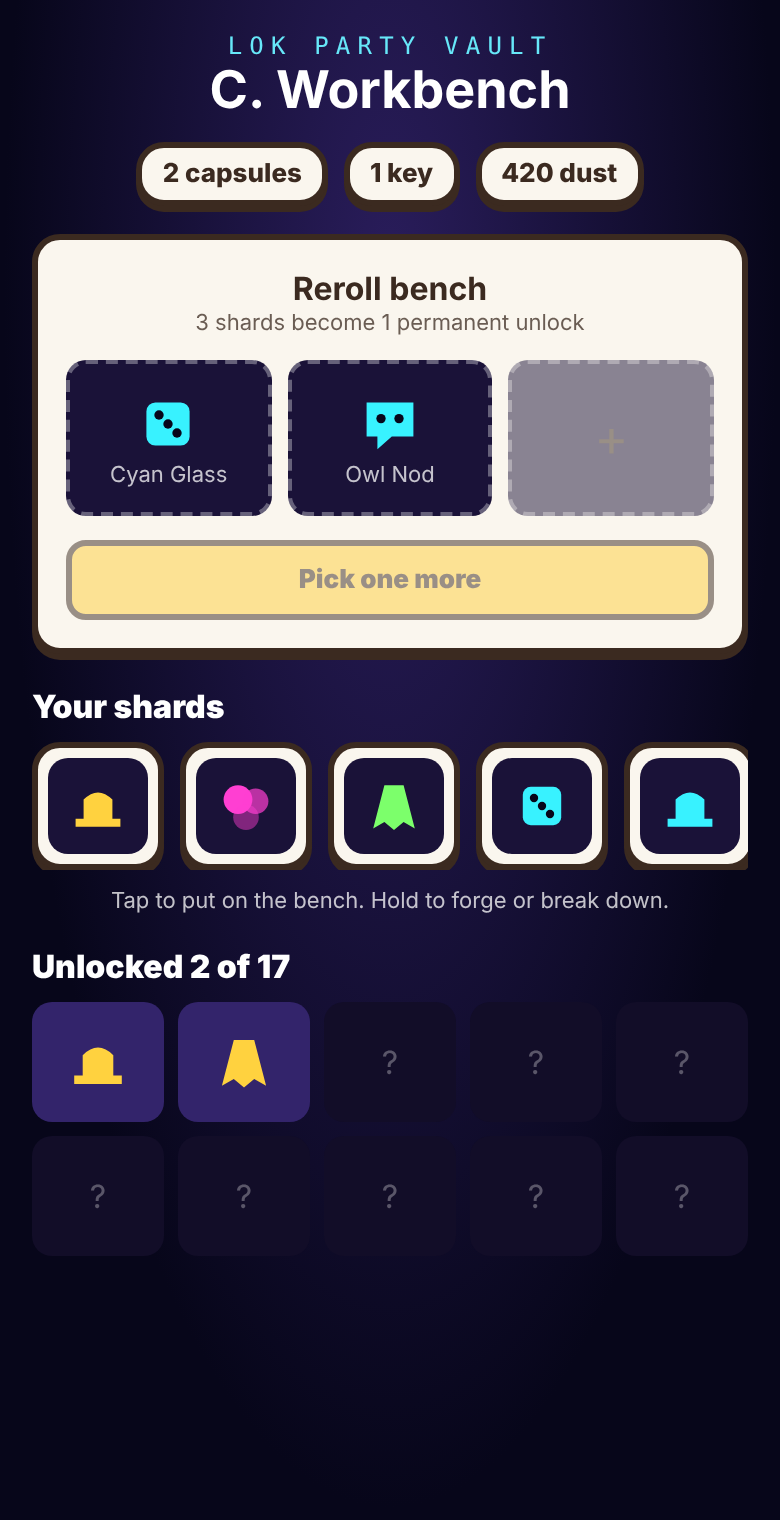 LOK PARTY VAULT
C. Workbench
2 capsules 1 key 420 dust
Reroll bench
3 shards become 1 permanent unlock
Cyan Glass Owl Nod +
Pick one more
Your shards
Tap to put on the bench. Hold to forge or break down.
Unlocked 2 of 17
? ? ?
? ? ? ? ?